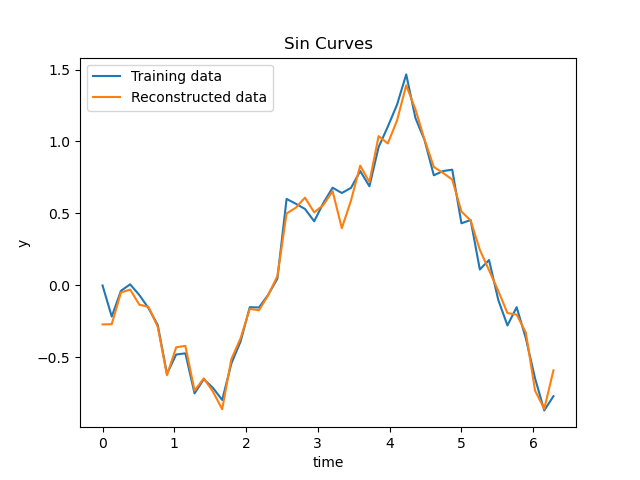 Sin Curves
Training data
Reconstructed data
1.5
1.0
0.5
0.0
−0.5
y
0 1 2 3 4 5 6
time